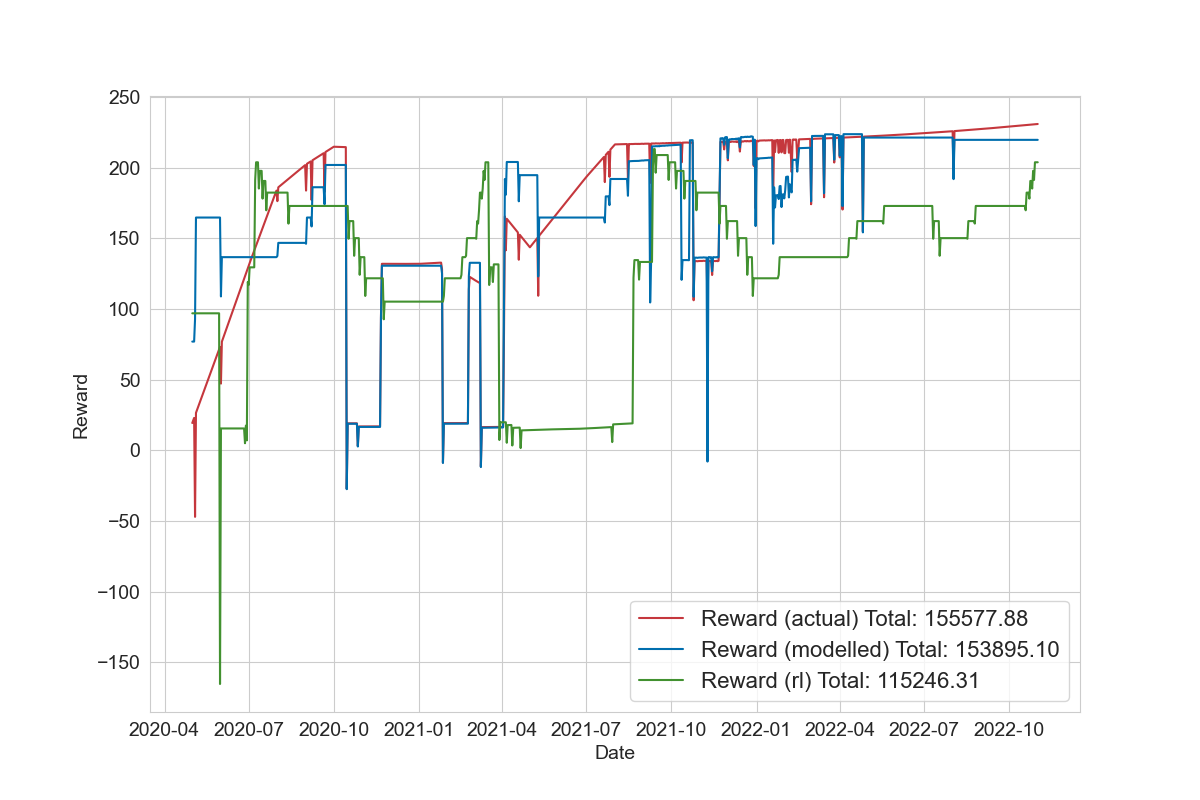 250
200
150
100
50
0
−50
−100
−150
Reward
Reward (actual) Total: 155577.88
Reward (modelled) Total: 153895.10
Reward (rl) Total: 115246.31
2020-04 2020-07 2020-10 2021-01 2021-04 2021-07 2021-10 2022-01 2022-04 2022-07 2022-10
Date